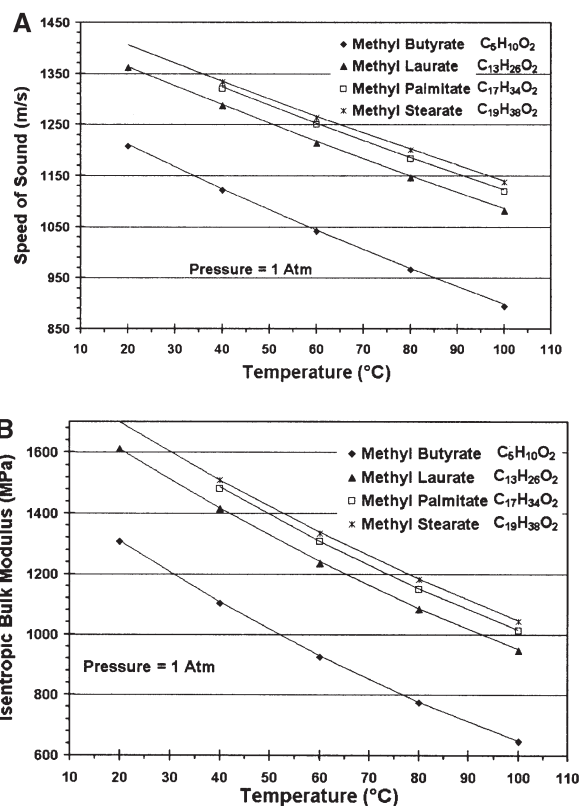 A
Speed of Sound (m/s)
1450
1350
1250
1150
1050
950
850
Methyl Butyrate C5H10O2
Methyl Laurate C13H26O2
Methyl Palmitate C17H34O2
Methyl Stearate C19H38O2
Pressure = 1 Atm
10 20 30 40 50 60 70 80 90 100 110
Temperature (°C)
B
Isentropic Bulk Modulus (MPa)
1600
1400
1200
1000
800
600
Methyl Butyrate C5H10O2
Methyl Laurate C13H26O2
Methyl Palmitate C17H34O2
Methyl Stearate C19H38O2
Pressure = 1 Atm
10 20 30 40 50 60 70 80 90 100 110
Temperature (°C)